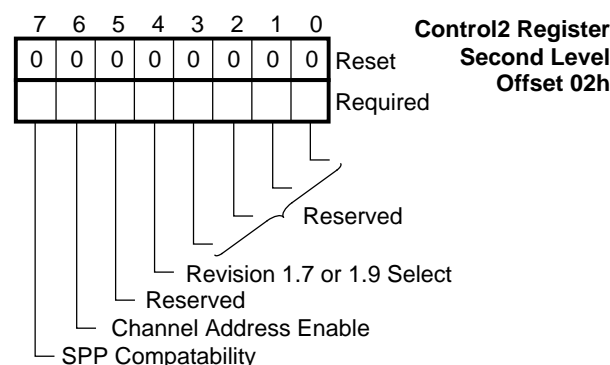 7 6 5 4 3 2 1 0
Control2 Register
Second Level
Offset 02h
0 0 0 0 0 0 0 0 Reset
Required
Reserved
Revision 1.7 or 1.9 Select
Reserved
Channel Address Enable
SPP Compatability